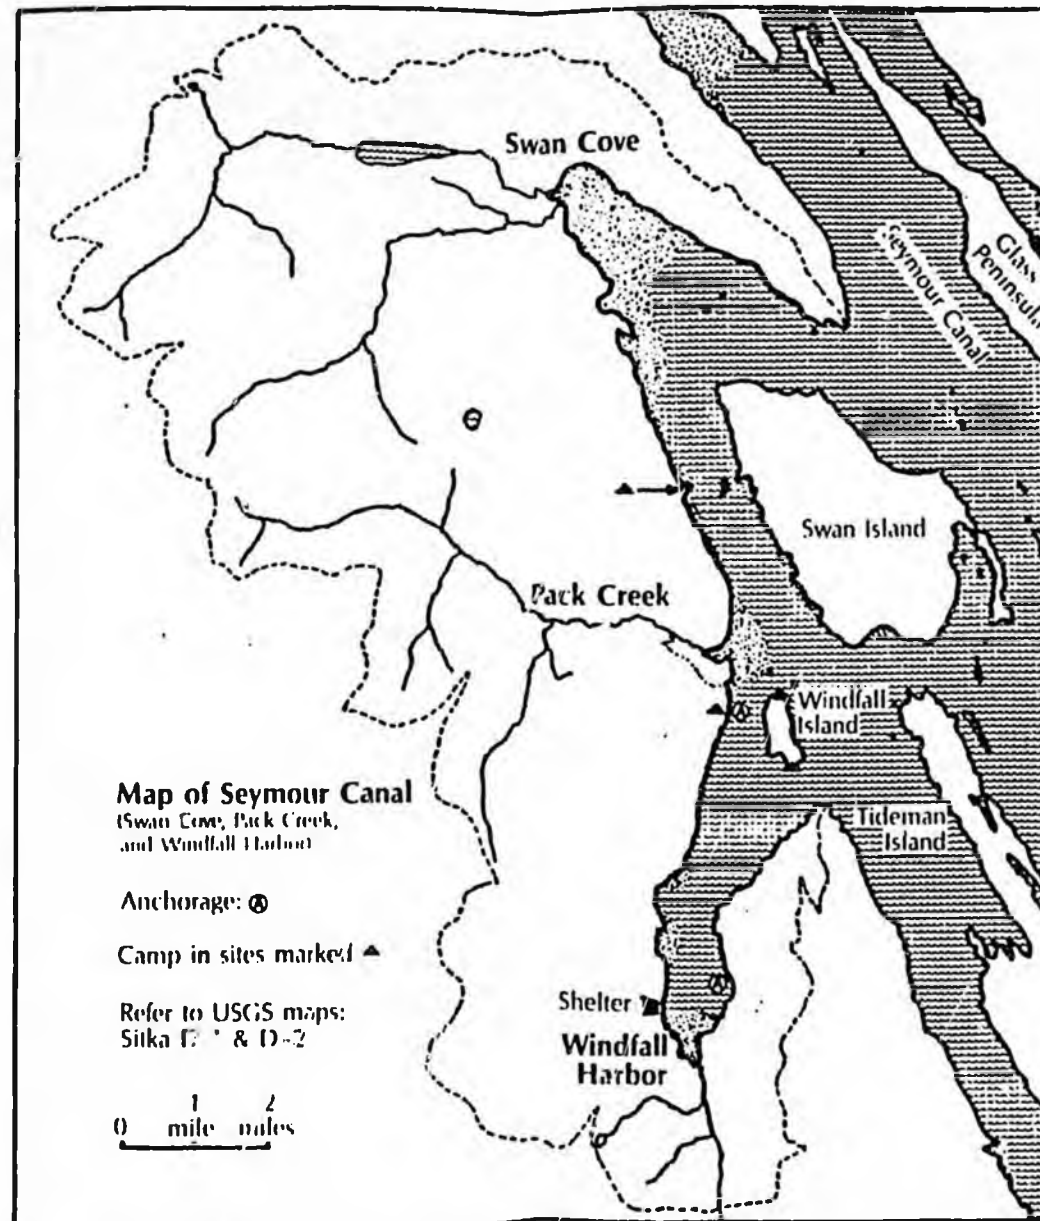 Swan Cove
Seymour Canal
Glass
Peninsula
Swan Island
Pack Creek
Windfall
Island
Map of Seymour Canal
(Swan Cove, Pack Creek,
and Windfall Harbor)
Tideman
Island
Anchorage: Ⓐ
Camp in sites marked ▲
Refer to USGS maps:
Sitka & D-2
Shelter
Windfall
Harbor
1 2
0 mile miles